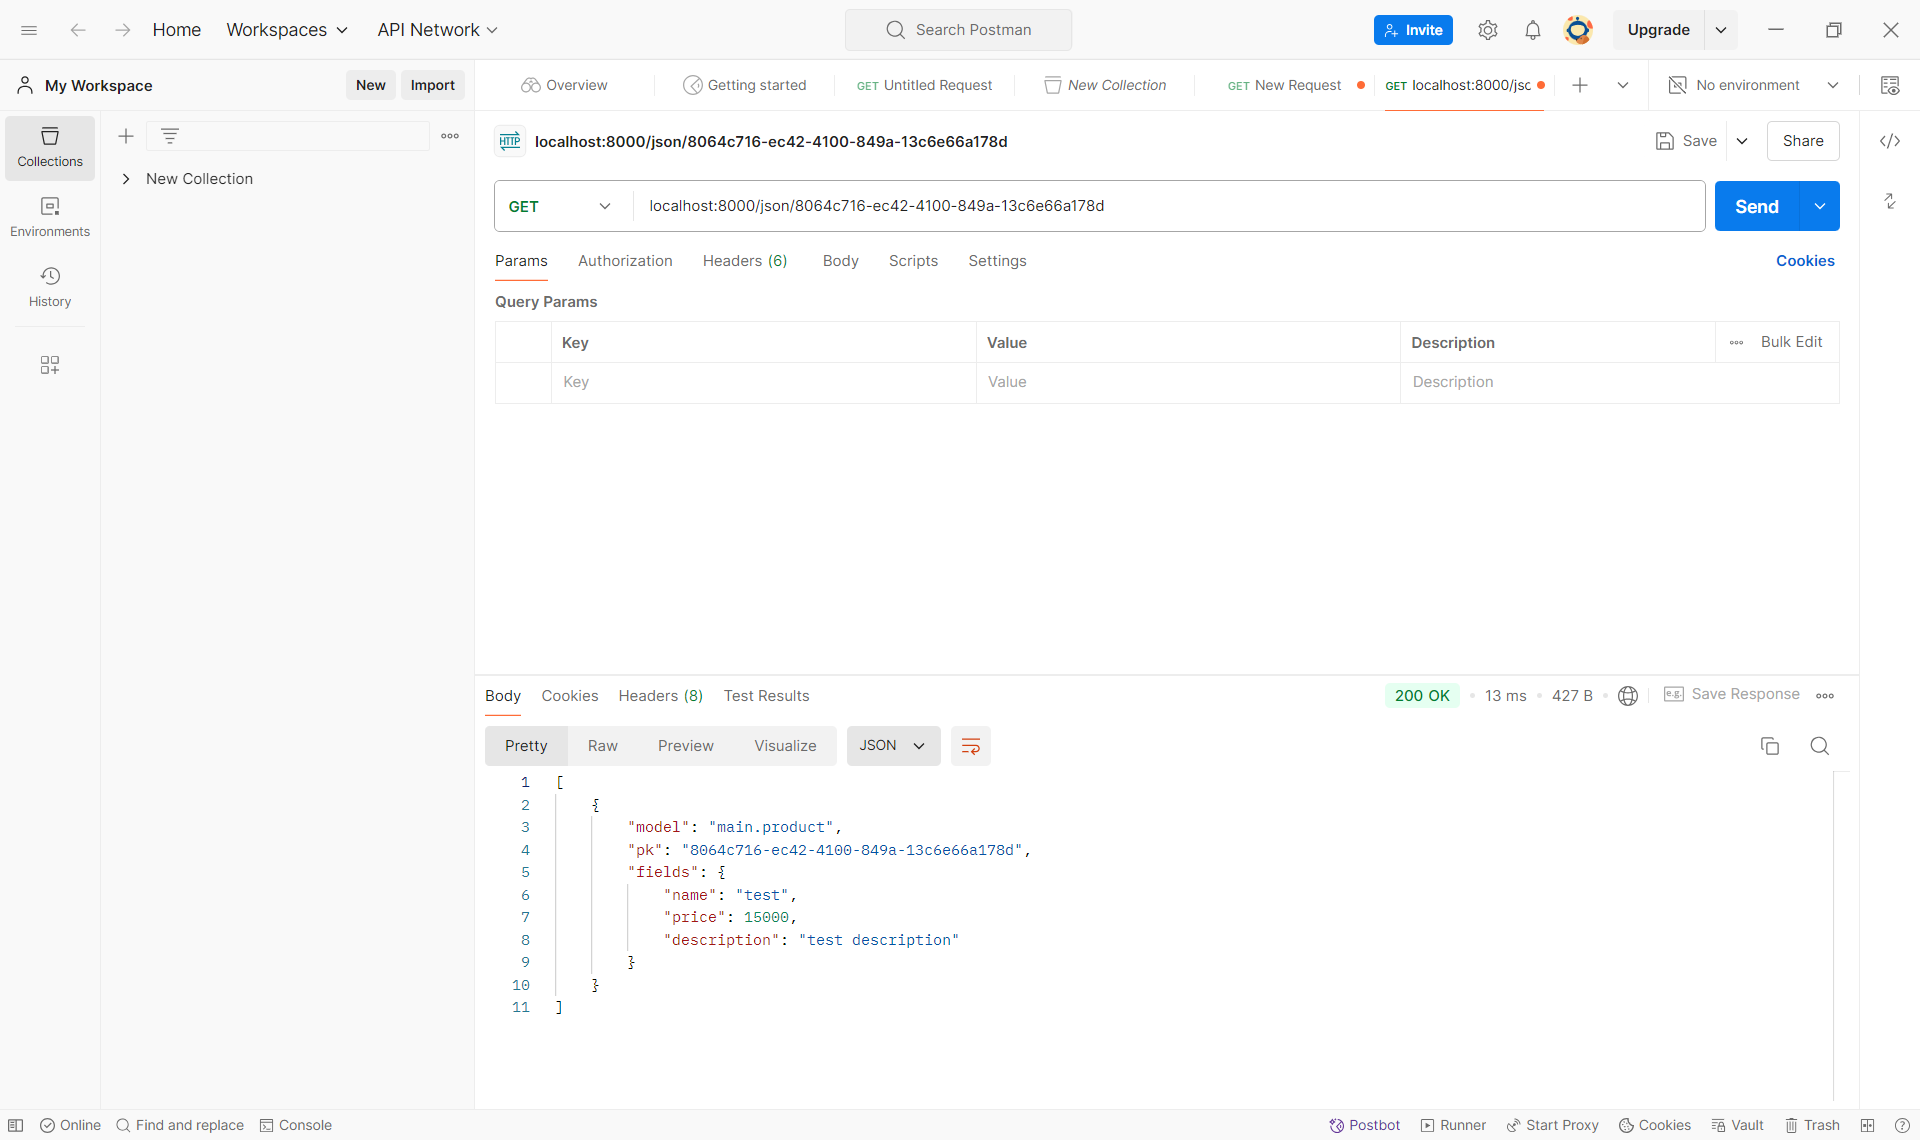 Home Workspaces API Network Search Postman Invite Upgrade
My Workspace New Import Overview Getting started GET Untitled Request New Collection GET New Request GET localhost:8000/jsc No environment
Collections
Environments
History
New Collection
HTTP localhost:8000/json/8064c716-ec42-4100-849a-13c6e66a178d Save Share
GET localhost:8000/json/8064c716-ec42-4100-849a-13c6e66a178d Send
Params Authorization Headers (6) Body Scripts Settings Cookies
Query Params
Key Value Description Bulk Edit
Key Value Description
Body Cookies Headers (8) Test Results 200 OK 13 ms 427 B e.g. Save Response
Pretty Raw Preview Visualize JSON
1 [
2 {
3 "model": "main.product",
4 "pk": "8064c716-ec42-4100-849a-13c6e66a178d",
5 "fields": {
6 "name": "test",
7 "price": 15000,
8 "description": "test description"
9 }
10 }
11 ]
Online Find and replace Console Postbot Runner Start Proxy Cookies Vault Trash